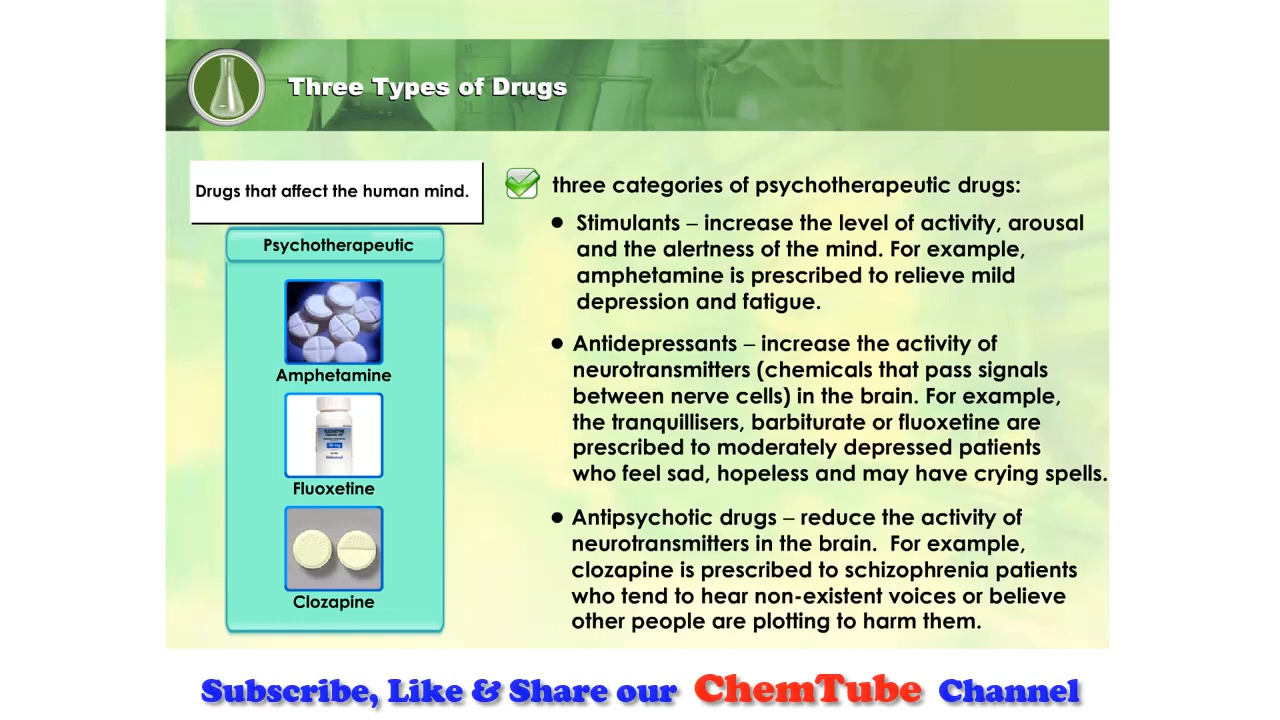 Three Types of Drugs
Drugs that affect the human mind.
Psychotherapeutic
Amphetamine
Fluoxetine
Clozapine
three categories of psychotherapeutic drugs:
• Stimulants – increase the level of activity, arousal
and the alertness of the mind. For example,
amphetamine is prescribed to relieve mild
depression and fatigue.
• Antidepressants – increase the activity of
neurotransmitters (chemicals that pass signals
between nerve cells) in the brain. For example,
the tranquillisers, barbiturate or fluoxetine are
prescribed to moderately depressed patients
who feel sad, hopeless and may have crying spells.
• Antipsychotic drugs – reduce the activity of
neurotransmitters in the brain.  For example,
clozapine is prescribed to schizophrenia patients
who tend to hear non-existent voices or believe
other people are plotting to harm them.
Subscribe, Like & Share our ChemTube Channel